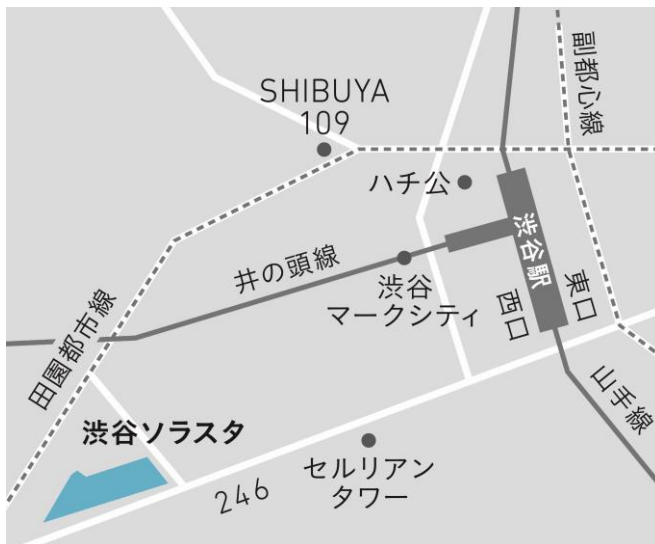 SHIBUYA
109
副都心線
ハチ公
渋谷駅
井の頭線
渋谷
マークシティ
西口
東口
田園都市線
山手線
渋谷ソラスタ
セルリアン
タワー
246